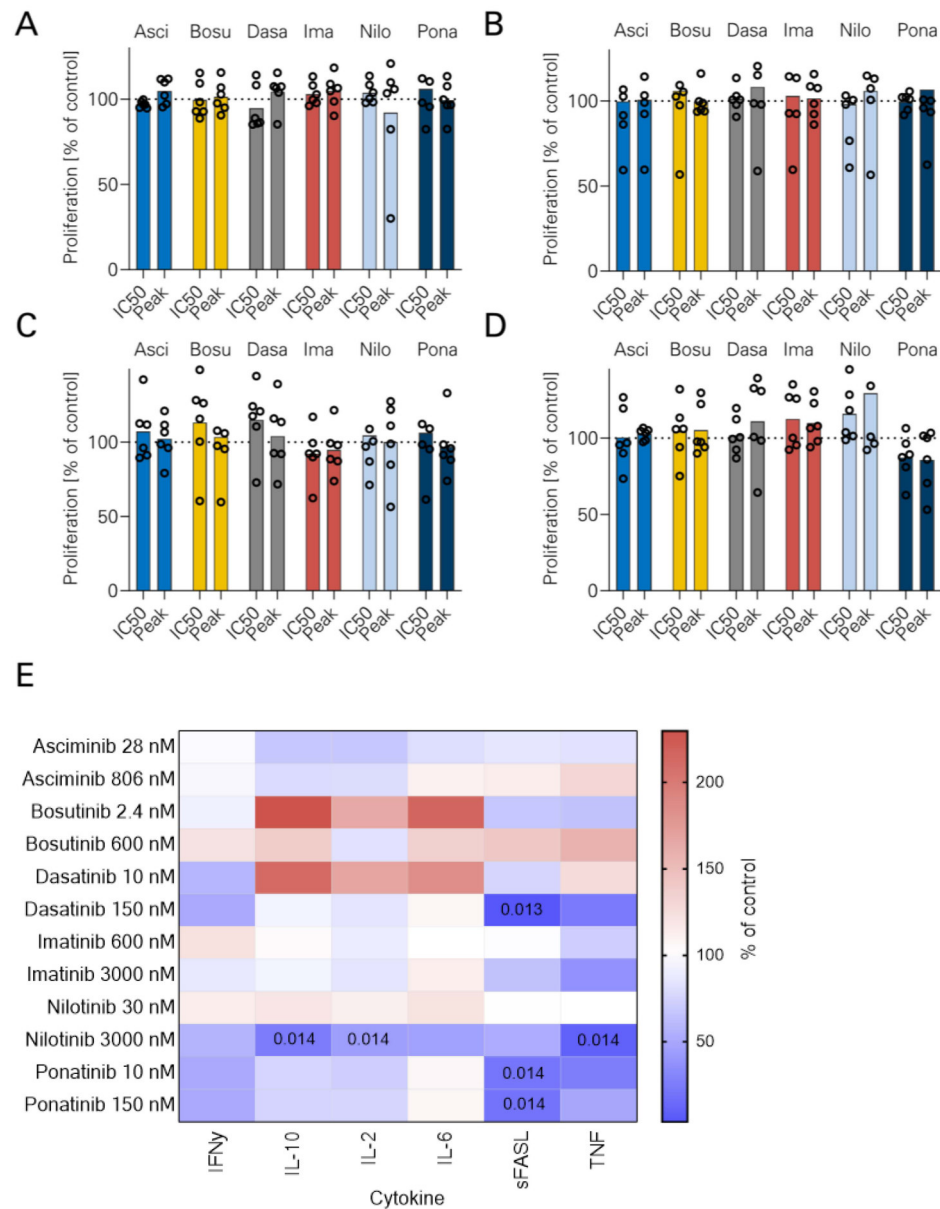 A
Asci Bosu Dasa Ima Nilo Pona
Proliferation [% of control]
100
50
0
IC50 Peak IC50 Peak IC50 Peak IC50 Peak IC50 Peak IC50 Peak
B
Asci Bosu Dasa Ima Nilo Pona
Proliferation [% of control]
100
50
0
IC50 Peak IC50 Peak IC50 Peak IC50 Peak IC50 Peak IC50 Peak
C
Asci Bosu Dasa Ima Nilo Pona
Proliferation [% of control]
100
50
0
IC50 Peak IC50 Peak IC50 Peak IC50 Peak IC50 Peak IC50 Peak
D
Asci Bosu Dasa Ima Nilo Pona
Proliferation [% of control]
100
50
0
IC50 Peak IC50 Peak IC50 Peak IC50 Peak IC50 Peak IC50 Peak
E
Asciminib 28 nM
Asciminib 806 nM
Bosutinib 2.4 nM
Bosutinib 600 nM
Dasatinib 10 nM
Dasatinib 150 nM 0.013
Imatinib 600 nM
Imatinib 3000 nM
Nilotinib 30 nM
Nilotinib 3000 nM 0.014 0.014 0.014
Ponatinib 10 nM 0.014
Ponatinib 150 nM 0.014
IFNy IL-10 IL-2 IL-6 sFASL TNF
Cytokine
200
150
100
50
% of control